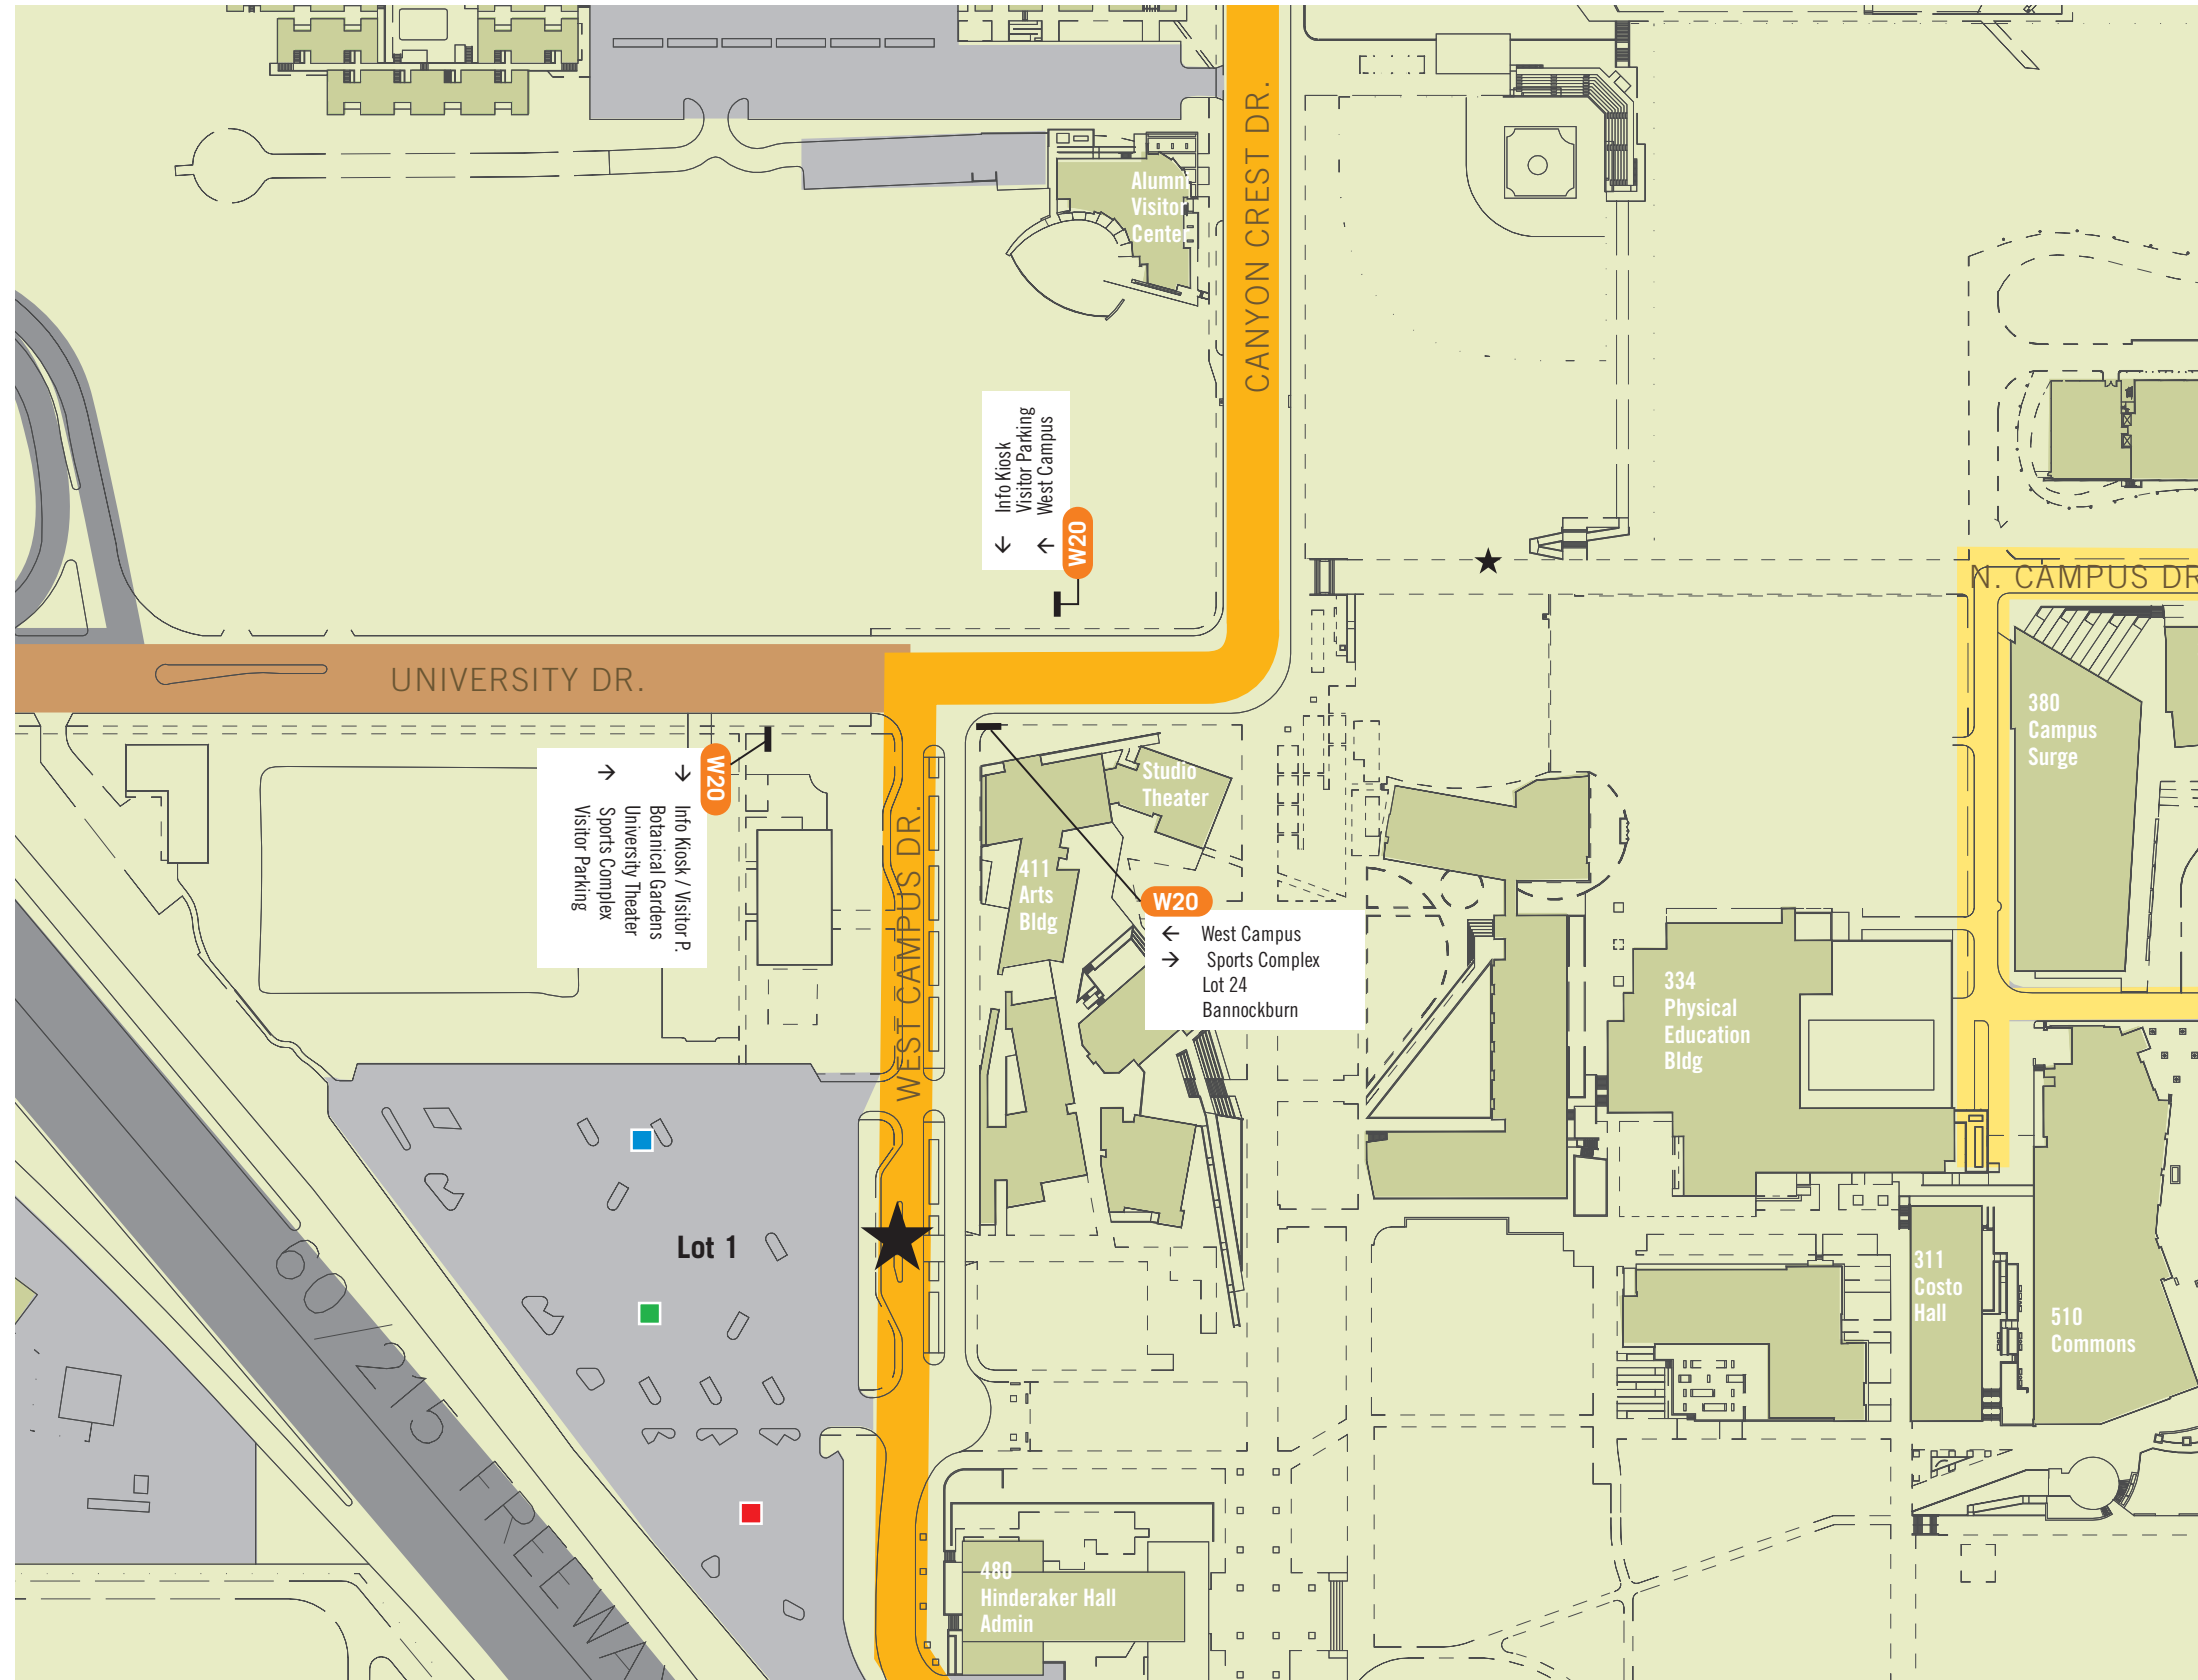 Alumni
Visitor
Center
CANYON CREST DR.
Info Kiosk
Visitor Parking
West Campus
W20
N. CAMPUS DR
UNIVERSITY DR.
380
Campus
Surge
Studio
Theater
W20
Info Kiosk / Visitor P.
Botanical Gardens
University Theater
Sports Complex
Visitor Parking
WEST CAMPUS DR.
411
Arts
Bldg
W20
← West Campus
→ Sports Complex
Lot 24
Bannockburn
334
Physical
Education
Bldg
Lot 1
60/215 FREEWA
311
Costo
Hall
510
Commons
480
Hinderaker Hall
Admin